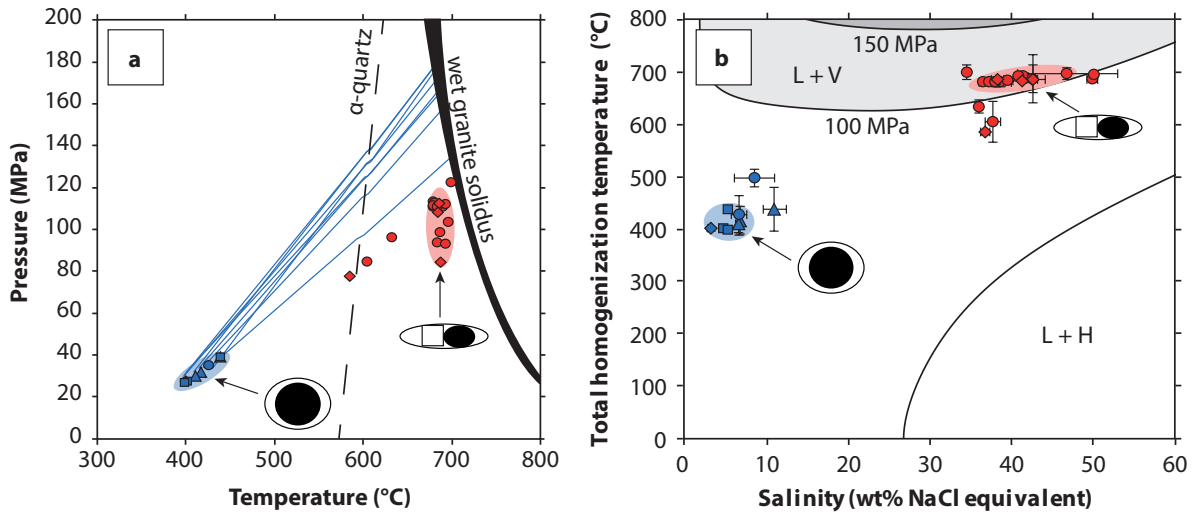 a
α-quartz
wet granite solidus
200
180
160
140
120
100
80
60
40
20
0
Pressure (MPa)
300
400
500
600
700
800
Temperature (°C)
b
150 MPa
L + V
100 MPa
L + H
800
700
600
500
400
300
200
100
0
Total homogenization temperature (°C)
0
10
20
30
40
50
60
Salinity (wt% NaCl equivalent)